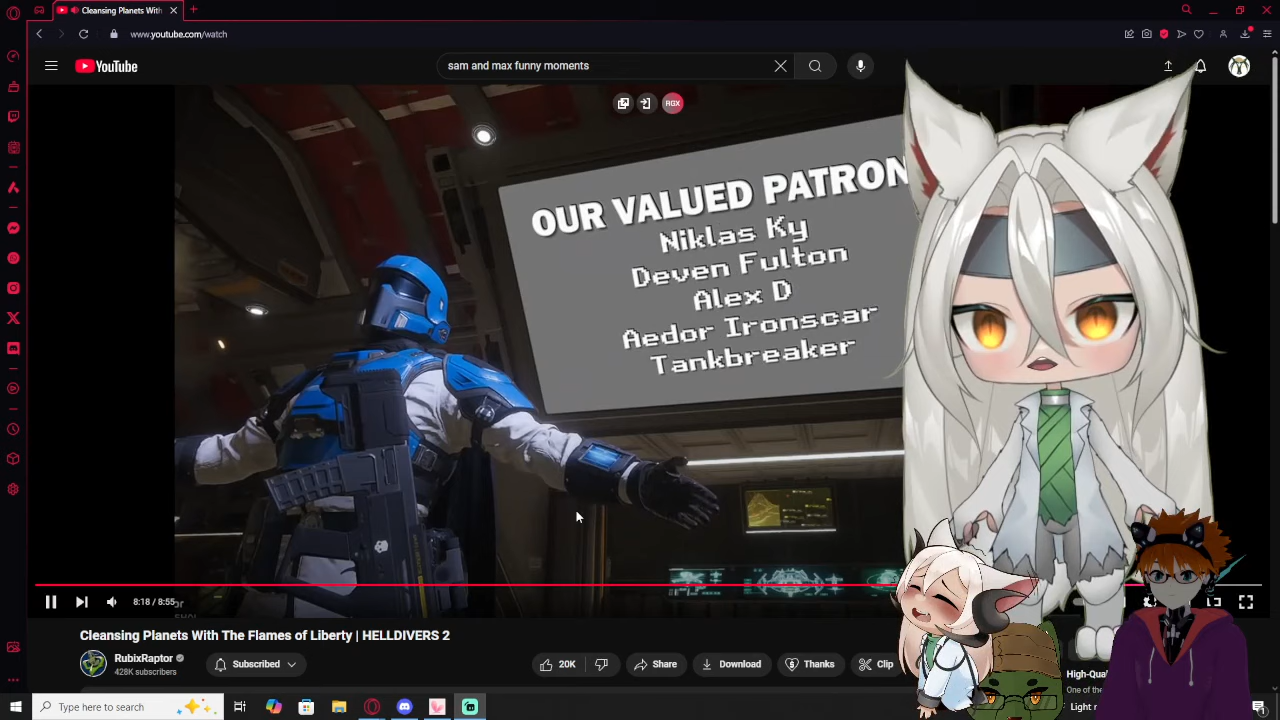 Cleansing Planets With
www.youtube.com/watch
YouTube
sam and max funny moments
RGX
OUR VALUED PATRON
Niklas Ky
Deven Fulton
Alex D
Aedor Ironscar
Tankbreaker
8:18 / 8:55
Cleansing Planets With The Flames of Liberty | HELLDIVERS 2
RubixRaptor
428K subscribers
Subscribed
20K
Share
Download
Thanks
Clip
High-Qua
One of the
Light r
Type here to search